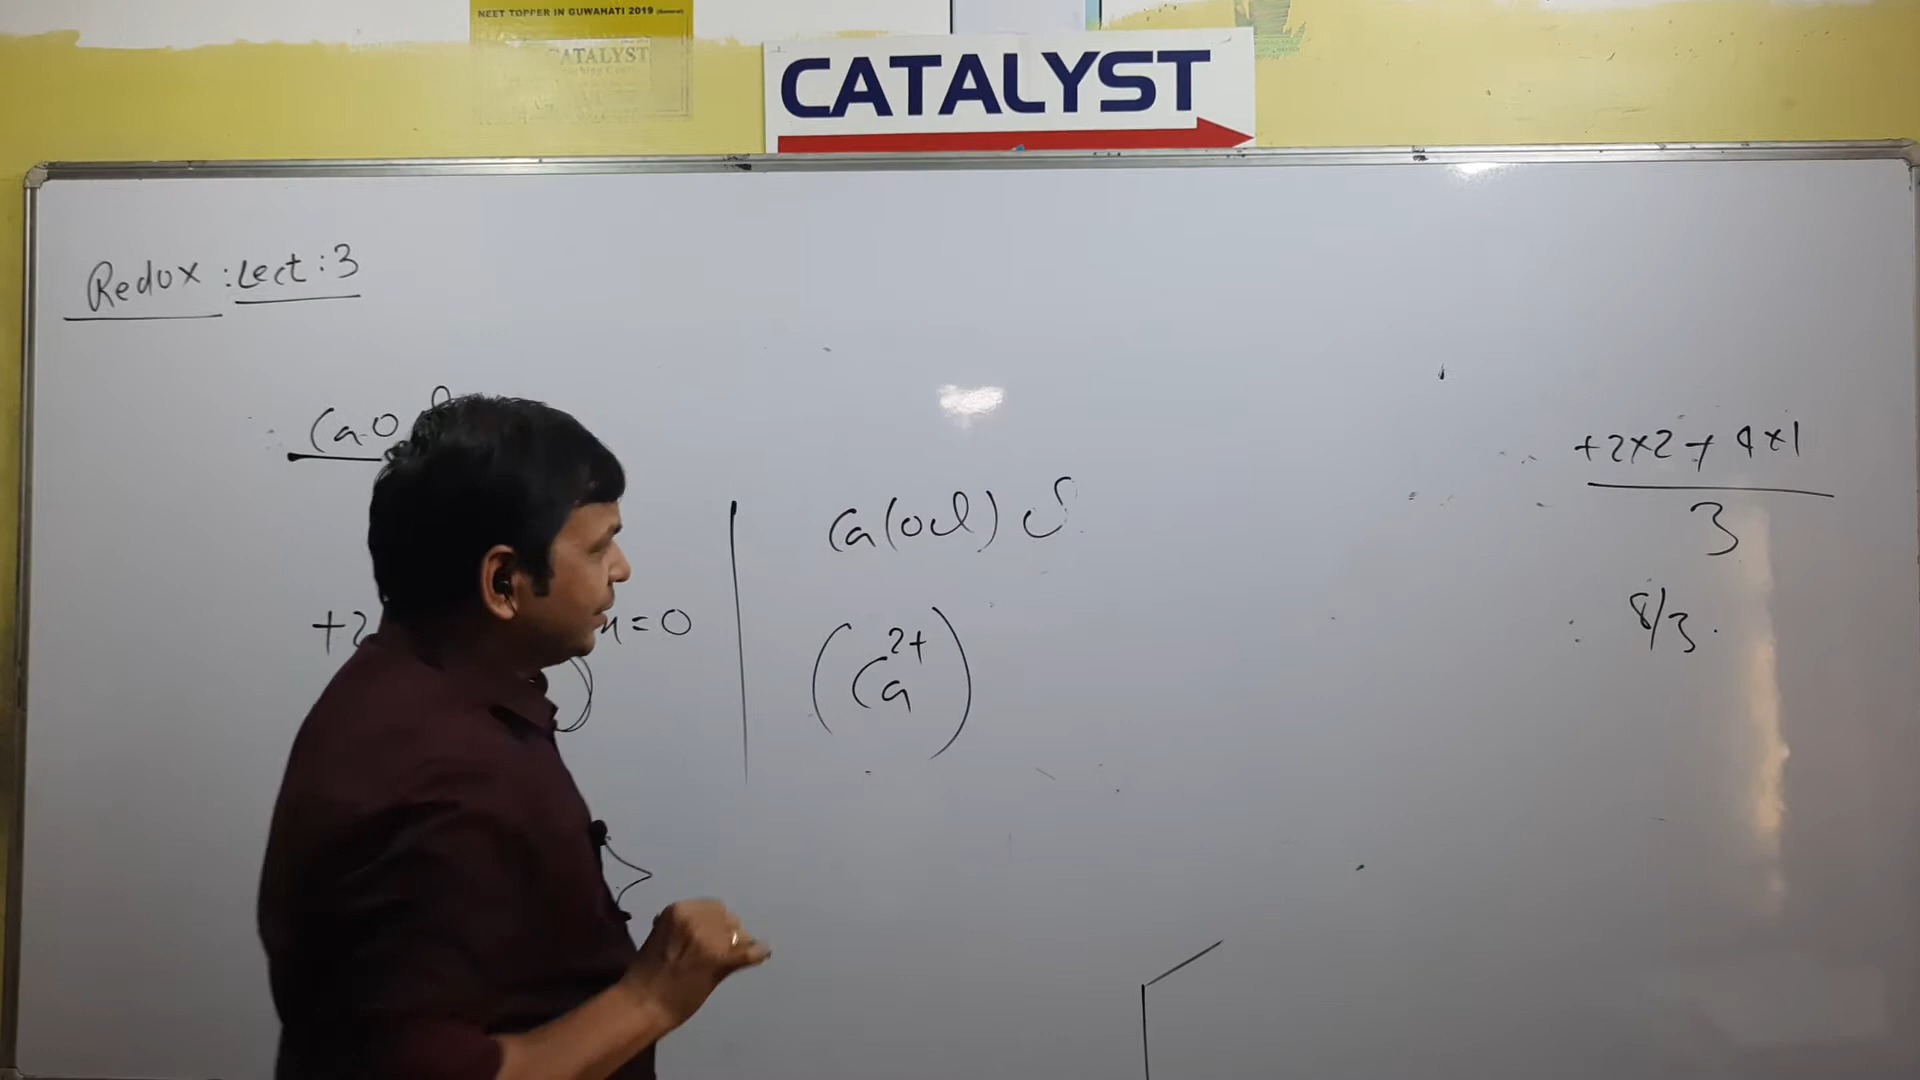 NEET TOPPER IN GUWAHATI 2019 (General)
CATALYST
CATALYST
Redox : Lect : 3
CaO
+2
x = 0
Ca(OCl) Cl
(Ca²⁺)
+2×2 + 4×1
3
8/3